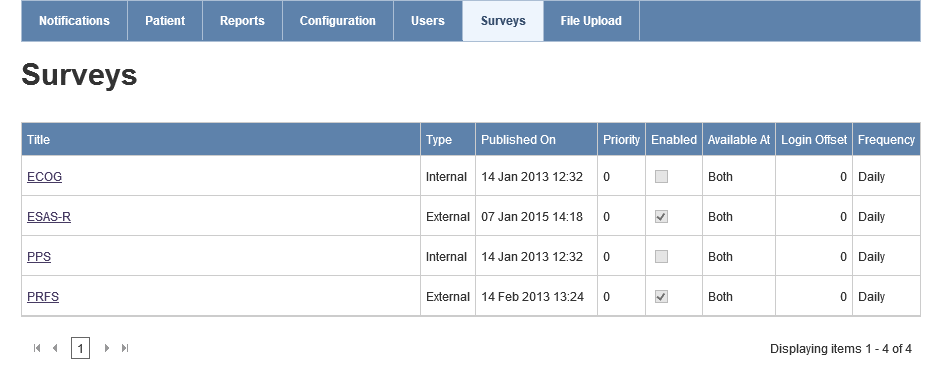 Notifications Patient Reports Configuration Users Surveys File Upload
Surveys
Title Type Published On Priority Enabled Available At Login Offset Frequency
ECOG Internal 14 Jan 2013 12:32 0 Both 0 Daily
ESAS-R External 07 Jan 2015 14:18 0 Both 0 Daily
PPS Internal 14 Jan 2013 12:32 0 Both 0 Daily
PRFS External 14 Feb 2013 13:24 0 Both 0 Daily
1 Displaying items 1 - 4 of 4